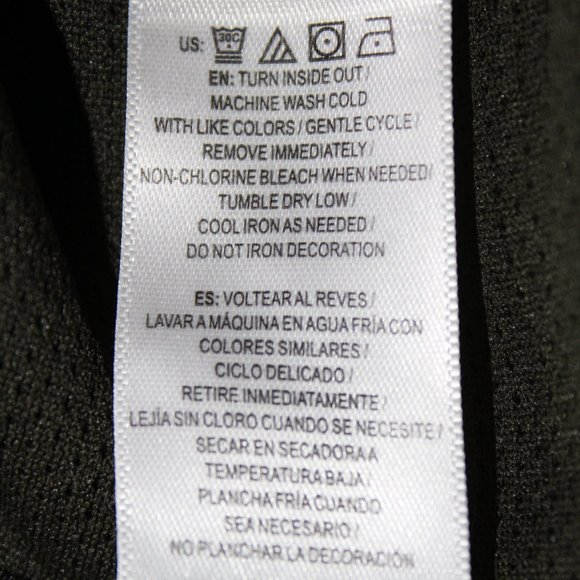 US: 30C
EN: TURN INSIDE OUT /
MACHINE WASH COLD
WITH LIKE COLORS / GENTLE CYCLE /
REMOVE IMMEDIATELY /
NON-CHLORINE BLEACH WHEN NEEDED /
TUMBLE DRY LOW /
COOL IRON AS NEEDED /
DO NOT IRON DECORATION
ES: VOLTEAR AL REVES /
LAVAR A MÁQUINA EN AGUA FRÍA CON
COLORES SIMILARES /
CICLO DELICADO /
RETIRE INMEDIATAMENTE /
LEJÍA SIN CLORO CUANDO SE NECESITE /
SECAR EN SECADORA A
TEMPERATURA BAJA /
PLANCHA FRÍA CUANDO
SEA NECESARIO /
NO PLANCHAR LA DECORACIÓN